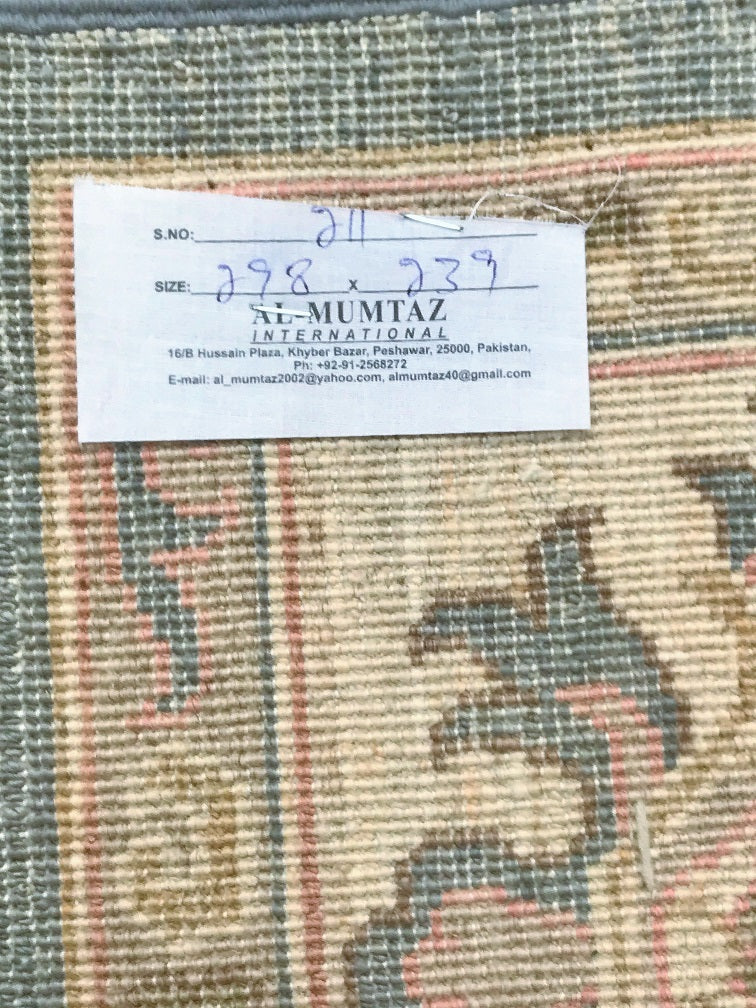 S.NO: 211
SIZE: 298 x 239
AL-MUMTAZ
INTERNATIONAL
16/B Hussain Plaza, Khyber Bazar, Peshawar, 25000, Pakistan,
Ph: +92-91-2568272
E-mail: al_mumtaz2002@yahoo.com, almumtaz40@gmail.com